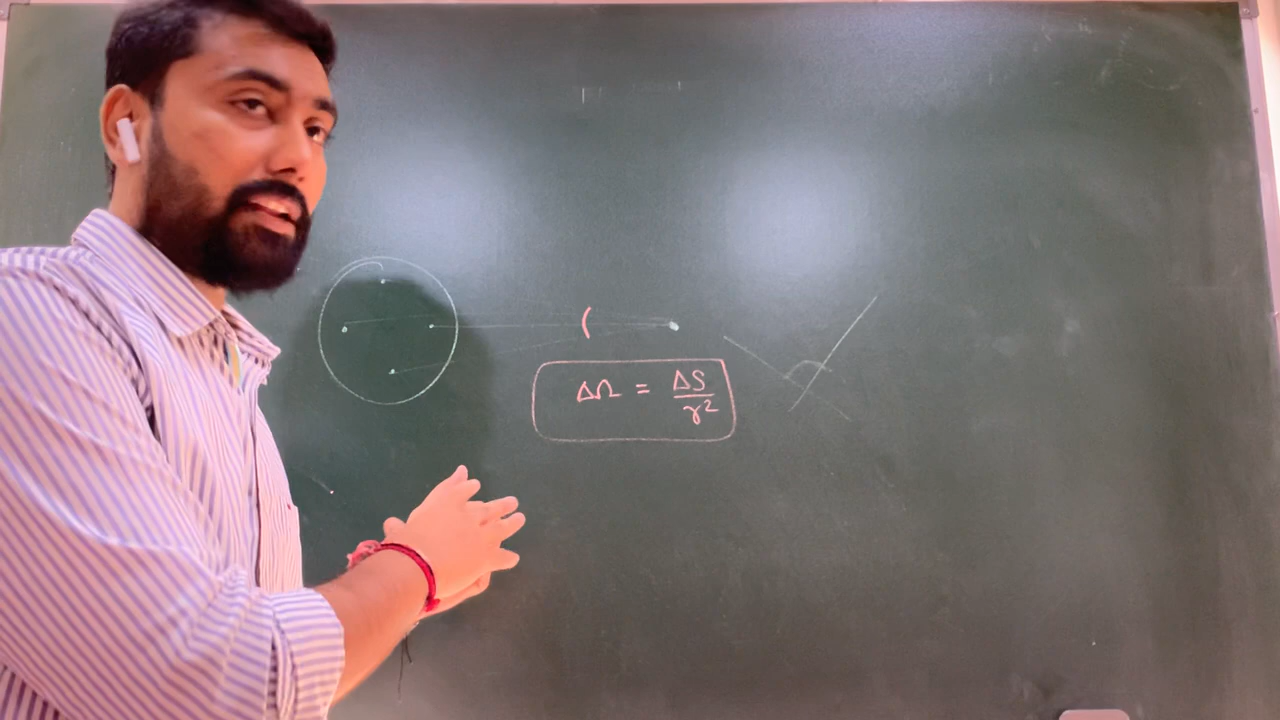 ΔΩ = ΔS/r²